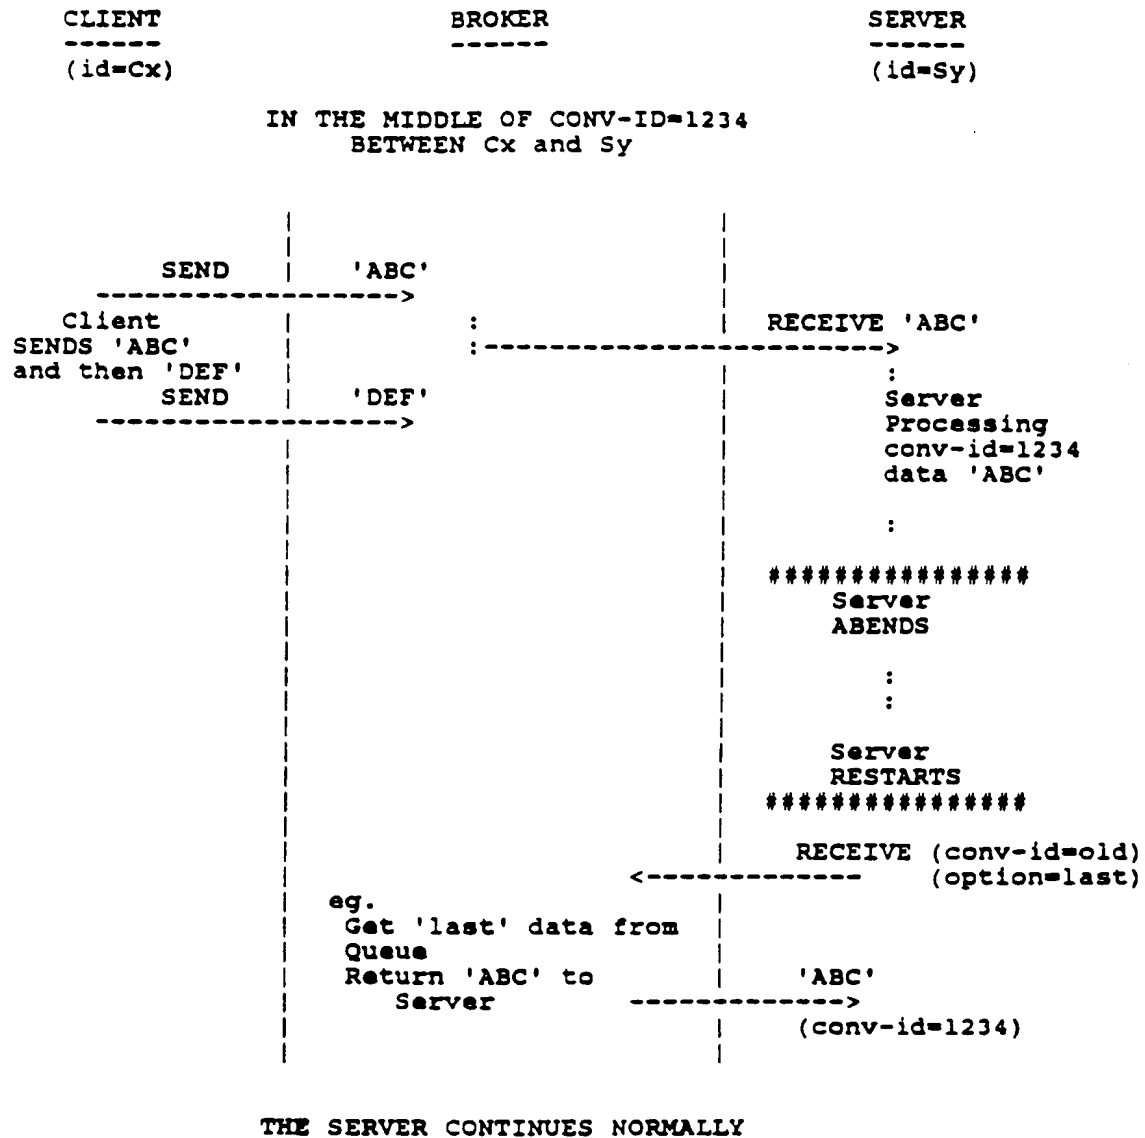 CLIENT BROKER SERVER
------ ------ ------
(id=Cx) (id=Sy)
IN THE MIDDLE OF CONV-ID=1234
BETWEEN Cx and Sy
SEND 'ABC'
------------------->
Client : RECEIVE 'ABC'
SENDS 'ABC' :------------------------>
and then 'DEF' :
SEND 'DEF' Server
-------------------> Processing
conv-id=1234
data 'ABC'
:
################
Server
ABENDS
:
:
Server
RESTARTS
################
RECEIVE (conv-id=old)
<------------- (option=last)
eg.
Get 'last' data from
Queue
Return 'ABC' to 'ABC'
Server ------------->
(conv-id=1234)
THE SERVER CONTINUES NORMALLY